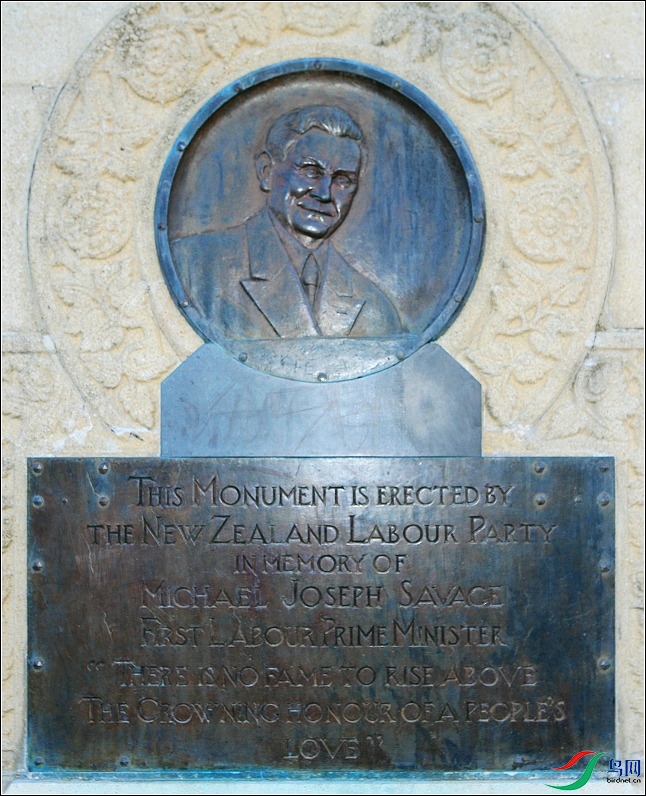 THIS MONUMENT IS ERECTED BY
THE NEW ZEALAND LABOUR PARTY
IN MEMORY OF
MICHAEL JOSEPH SAVAGE
FIRST LABOUR PRIME MINISTER
“THERE IS NO FAME TO RISE ABOVE
THE CROWNING HONOUR OF A PEOPLE'S
LOVE”
鸟网
birdnet.cn